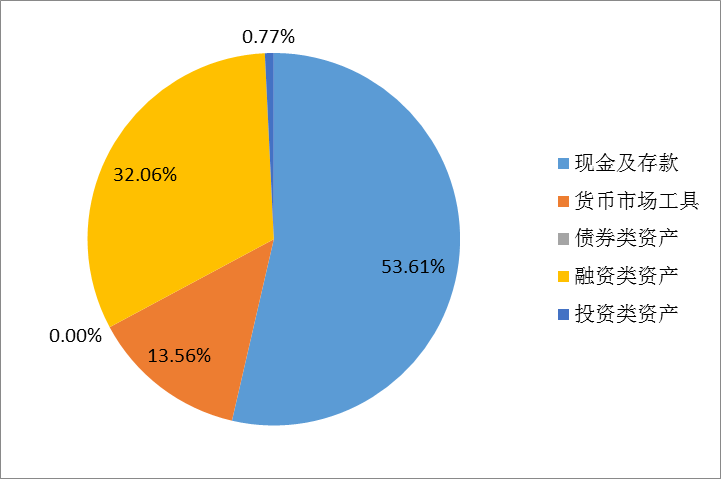 0.77%
32.06%
53.61%
0.00%
13.56%
现金及存款
货币市场工具
债券类资产
融资类资产
投资类资产